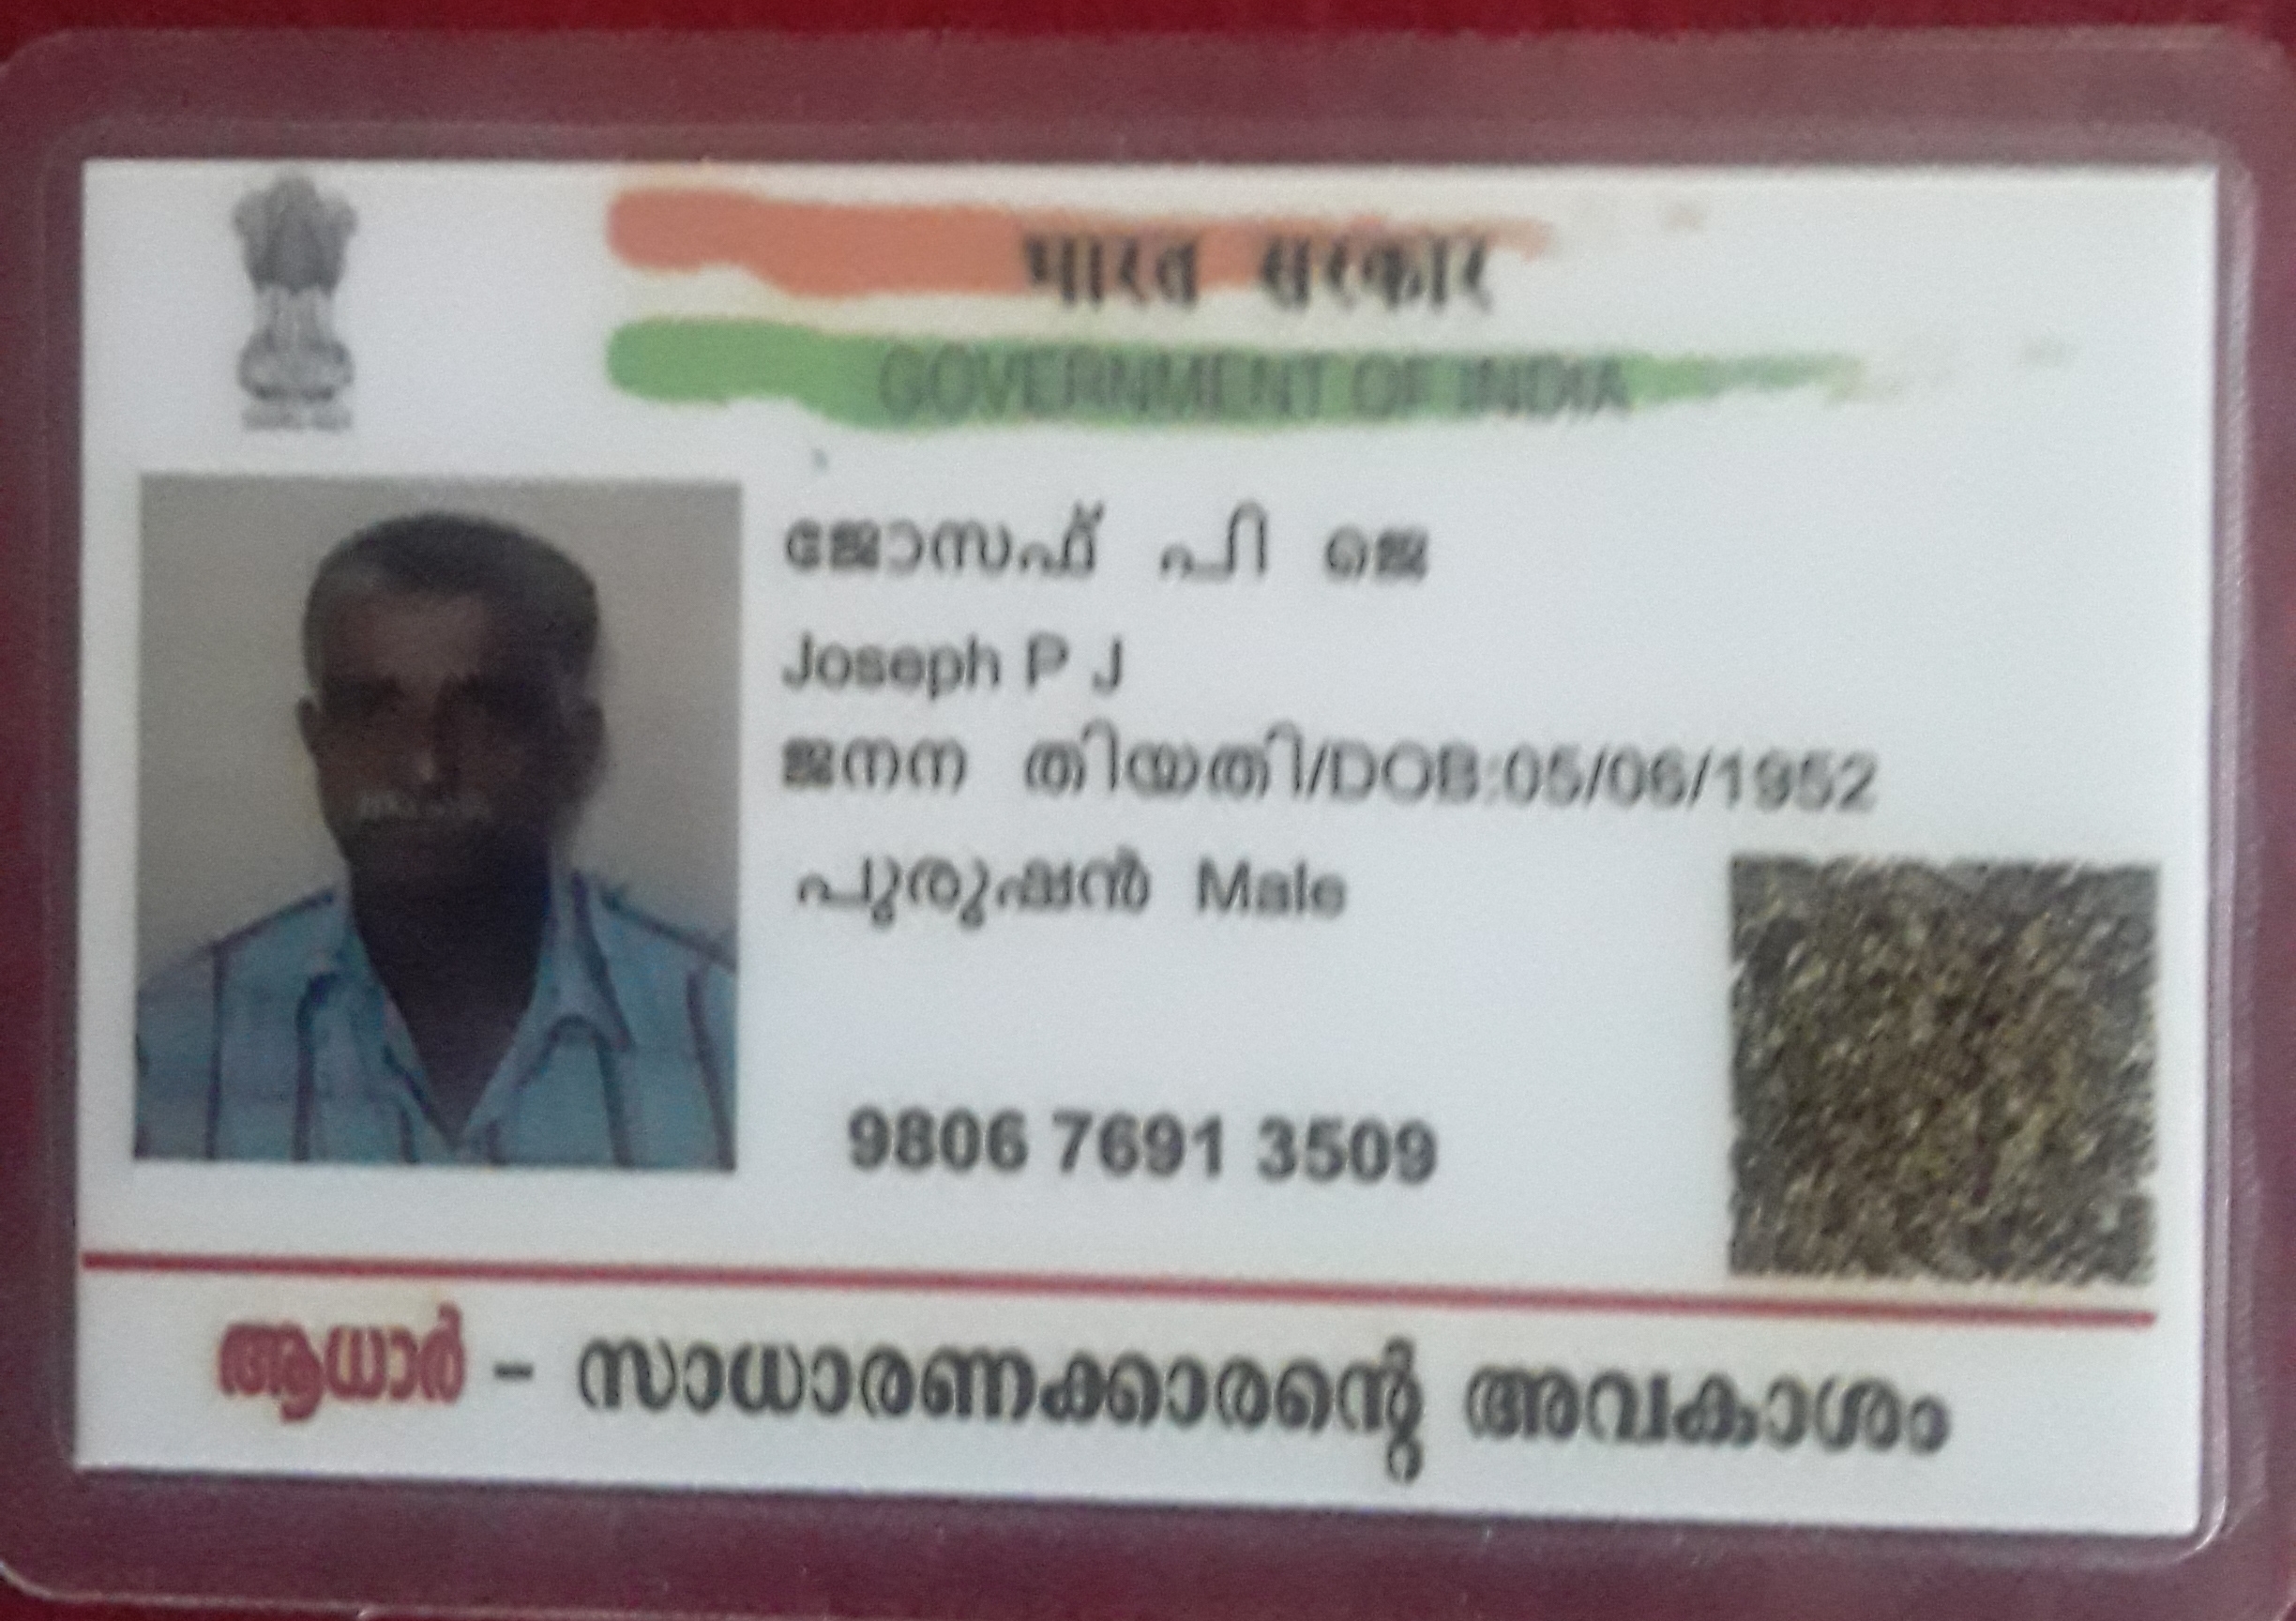 भारत सरकार
GOVERNMENT OF INDIA
ജോസഫ് പി ജെ
Joseph P J
ജനന തിയതി/DOB:05/06/1952
പുരുഷൻ Male
9806 7691 3509
ആധാർ - സാധാരണക്കാരന്റെ അവകാശം